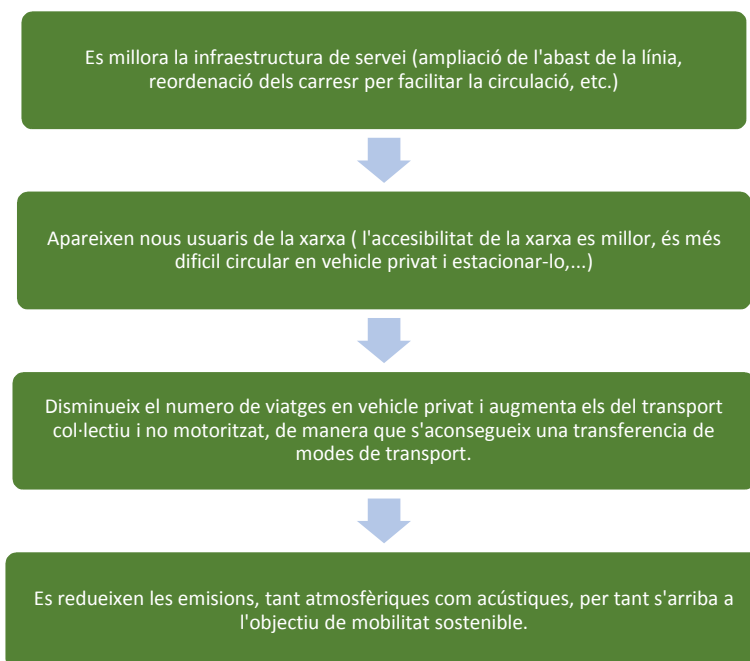 Es millora la infraestructura de servei (ampliació de l'abast de la línia,
reordenació dels carresr per facilitar la circulació, etc.)
Apareixen nous usuaris de la xarxa ( l'accesibilitat de la xarxa es millor, és més
dificil circular en vehicle privat i estacionar-lo,...)
Disminueix el numero de viatges en vehicle privat i augmenta els del transport
col·lectiu i no motoritzat, de manera que s'aconsegueix una transferencia de
modes de transport.
Es redueixen les emisions, tant atmosfèriques com acústiques, per tant s'arriba a
l'objectiu de mobilitat sostenible.